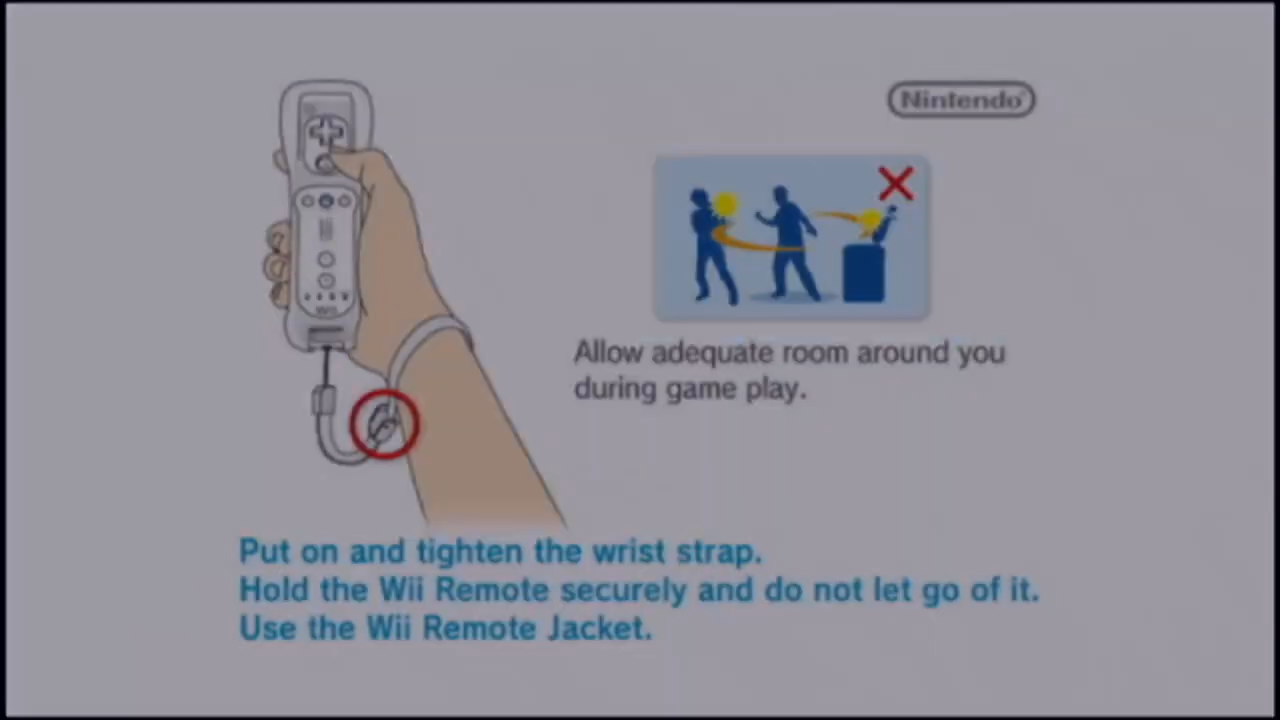 Nintendo
Allow adequate room around you
during game play.
Put on and tighten the wrist strap.
Hold the Wii Remote securely and do not let go of it.
Use the Wii Remote Jacket.